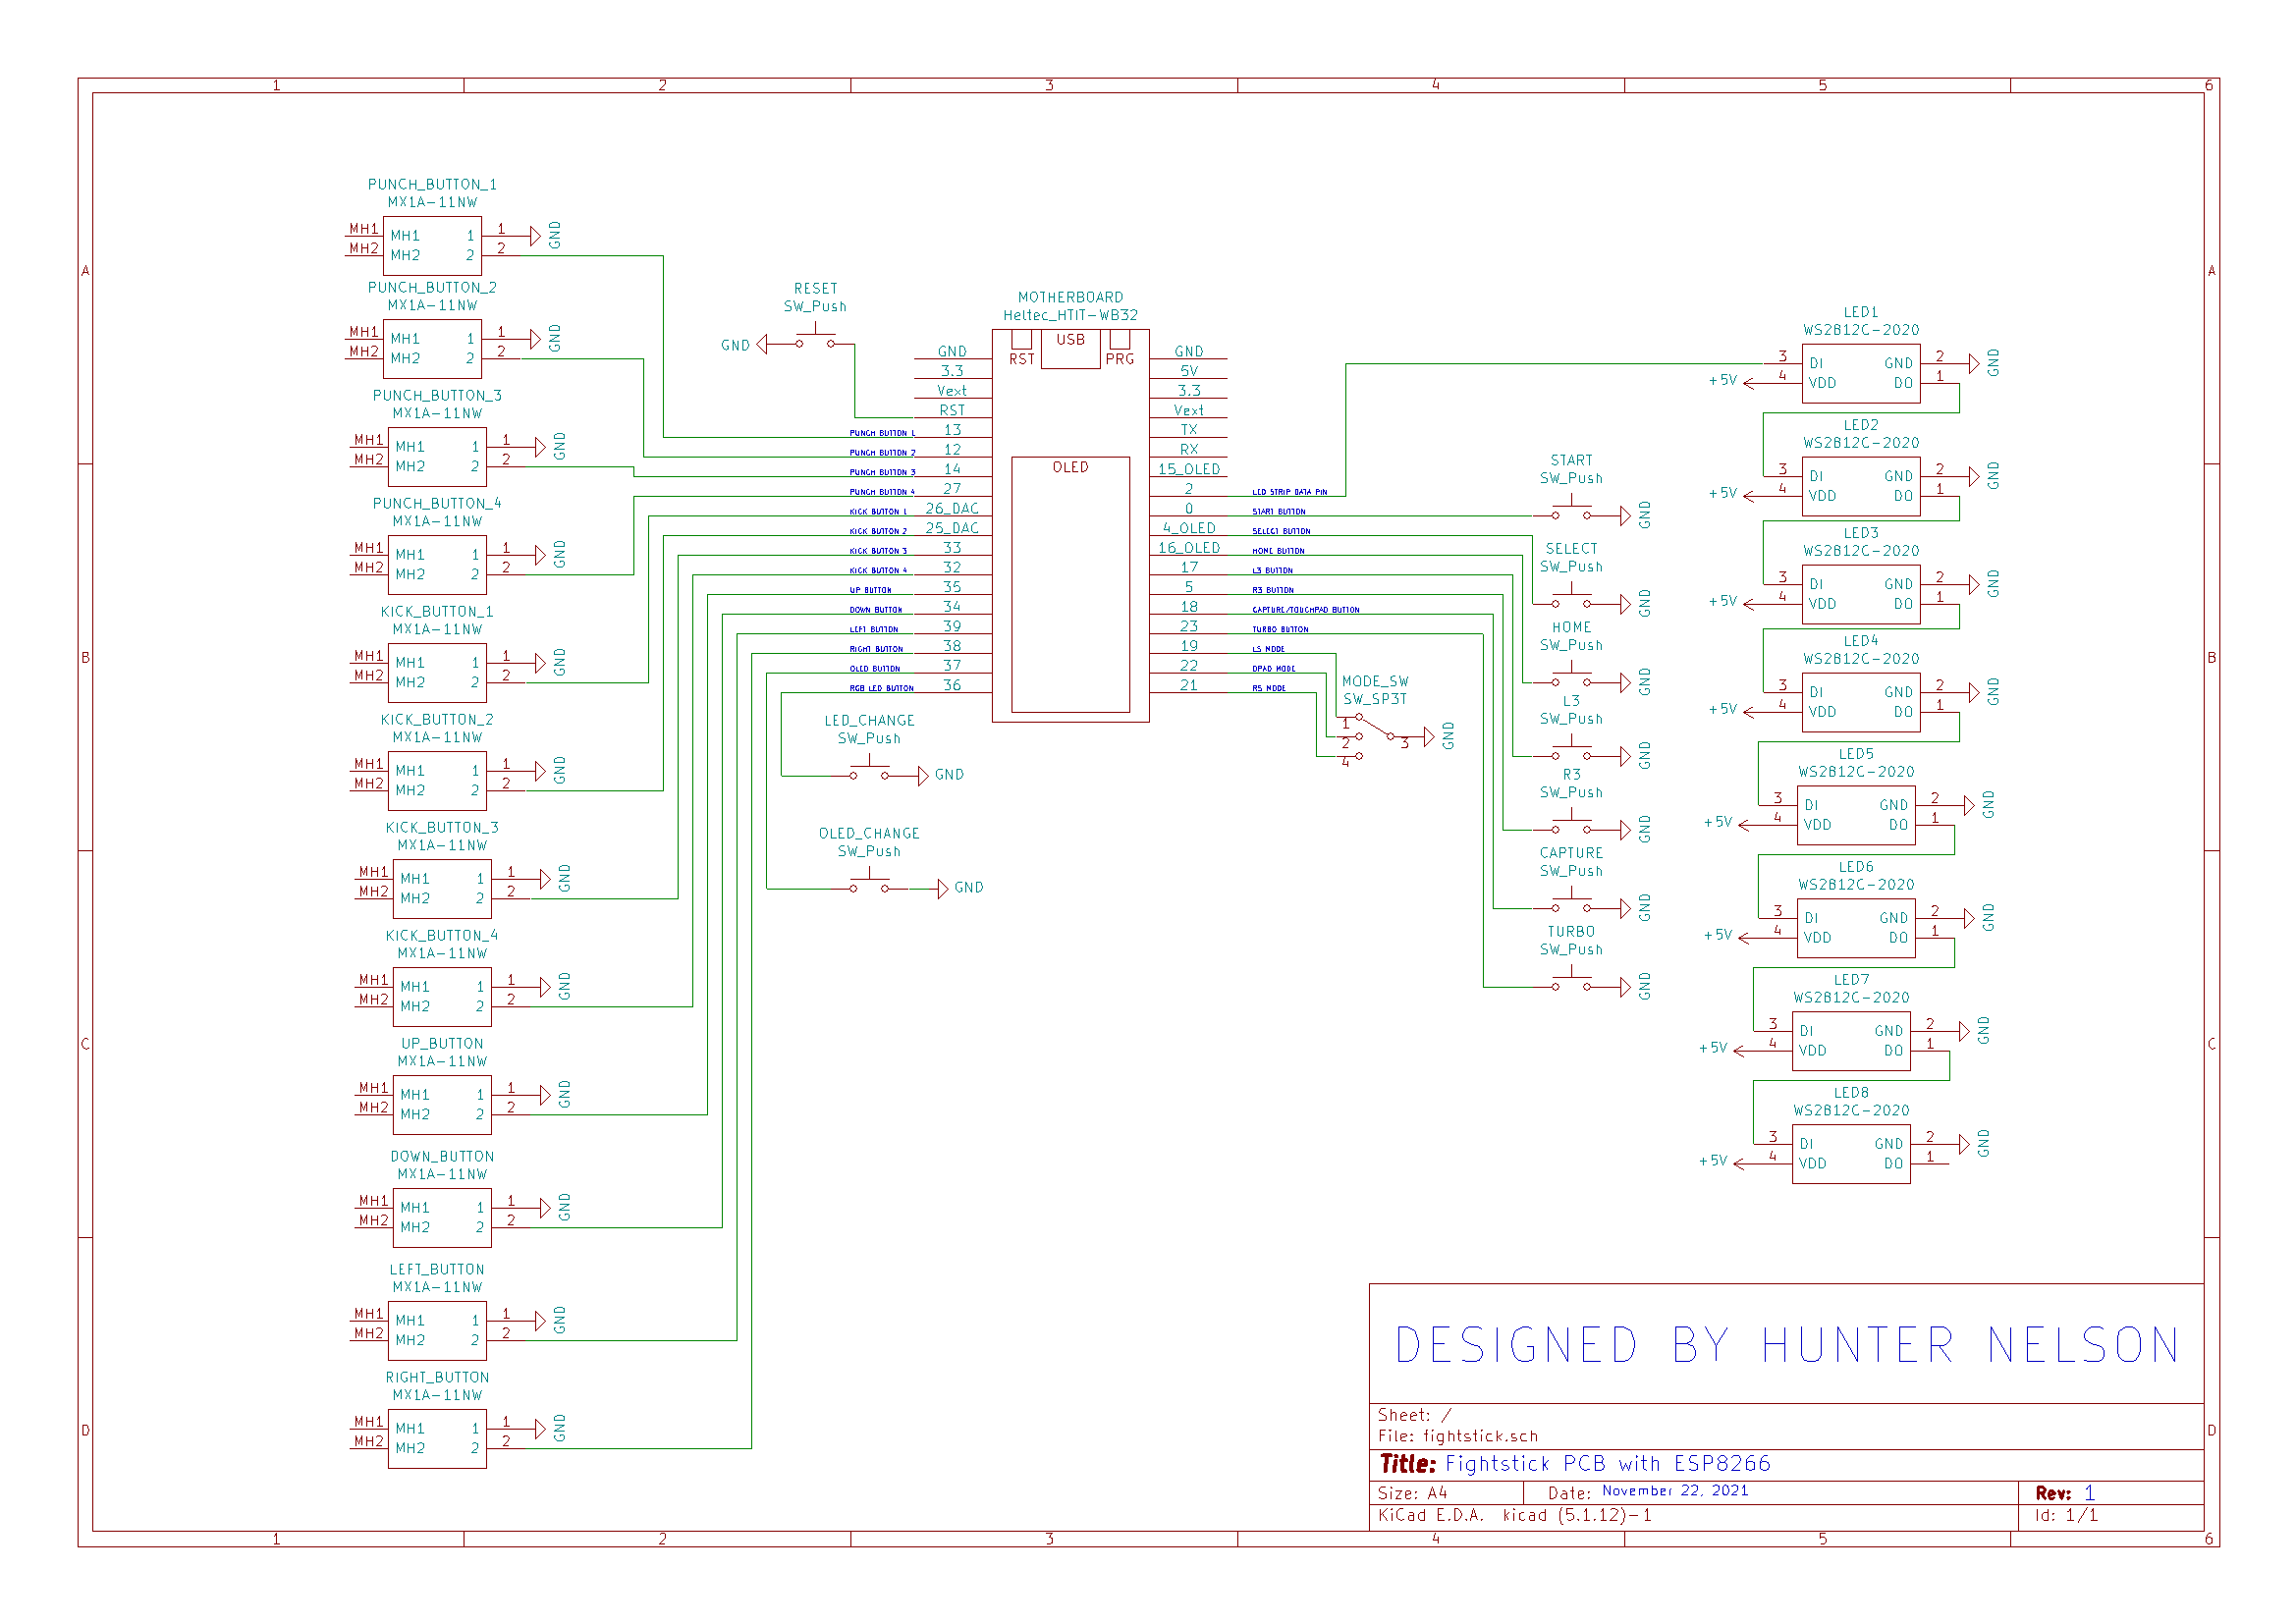 1 2 3 4 5 6
A A
B B
C C
D D
PUNCH_BUTTON_1
MX1A-11NW
MH1 MH1 1 1 GND
MH2 MH2 2 2
PUNCH_BUTTON_2
MX1A-11NW
MH1 MH1 1 1 GND
MH2 MH2 2 2
PUNCH_BUTTON_3
MX1A-11NW
MH1 MH1 1 1 GND
MH2 MH2 2 2
PUNCH_BUTTON_4
MX1A-11NW
MH1 MH1 1 1 GND
MH2 MH2 2 2
KICK_BUTTON_1
MX1A-11NW
MH1 MH1 1 1 GND
MH2 MH2 2 2
KICK_BUTTON_2
MX1A-11NW
MH1 MH1 1 1 GND
MH2 MH2 2 2
KICK_BUTTON_3
MX1A-11NW
MH1 MH1 1 1 GND
MH2 MH2 2 2
KICK_BUTTON_4
MX1A-11NW
MH1 MH1 1 1 GND
MH2 MH2 2 2
UP_BUTTON
MX1A-11NW
MH1 MH1 1 1 GND
MH2 MH2 2 2
DOWN_BUTTON
MX1A-11NW
MH1 MH1 1 1 GND
MH2 MH2 2 2
LEFT_BUTTON
MX1A-11NW
MH1 MH1 1 1 GND
MH2 MH2 2 2
RIGHT_BUTTON
MX1A-11NW
MH1 MH1 1 1 GND
MH2 MH2 2 2
RESET
SW_Push
GND
MOTHERBOARD
Heltec_HTIT-WB32
USB
RST PRG
OLED
GND
3.3
Vext
RST
PUNCH BUTTON 1 13
PUNCH BUTTON 2 12
PUNCH BUTTON 3 14
PUNCH BUTTON 4 27
KICK BUTTON 1 26_DAC
KICK BUTTON 2 25_DAC
KICK BUTTON 3 33
KICK BUTTON 4 32
UP BUTTON 35
DOWN BUTTON 34
LEFT BUTTON 39
RIGHT BUTTON 38
OLED BUTTON 37
RGB LED BUTTON 36
GND
5V
3.3
Vext
TX
RX
15_OLED
2 LED STRIP DATA PIN
0 START BUTTON
4_OLED SELECT BUTTON
16_OLED HOME BUTTON
17 L3 BUTTON
5 R3 BUTTON
18 CAPTURE/TOUCHPAD BUTTON
23 TURBO BUTTON
19 LS MODE
22 DPAD MODE
21 RS MODE
LED_CHANGE
SW_Push
GND
OLED_CHANGE
SW_Push
GND
MODE_SW
SW_SP3T
1
2 3 GND
4
START
SW_Push
GND
SELECT
SW_Push
GND
HOME
SW_Push
GND
L3
SW_Push
GND
R3
SW_Push
GND
CAPTURE
SW_Push
GND
TURBO
SW_Push
GND
LED1
WS2812C-2020
3 DI GND 2 GND
+5V 4 VDD DO 1
LED2
WS2812C-2020
3 DI GND 2 GND
+5V 4 VDD DO 1
LED3
WS2812C-2020
3 DI GND 2 GND
+5V 4 VDD DO 1
LED4
WS2812C-2020
3 DI GND 2 GND
+5V 4 VDD DO 1
LED5
WS2812C-2020
3 DI GND 2 GND
+5V 4 VDD DO 1
LED6
WS2812C-2020
3 DI GND 2 GND
+5V 4 VDD DO 1
LED7
WS2812C-2020
3 DI GND 2 GND
+5V 4 VDD DO 1
LED8
WS2812C-2020
3 DI GND 2 GND
+5V 4 VDD DO 1
DESIGNED BY HUNTER NELSON
Sheet: /
File: fightstick.sch
Title: Fightstick PCB with ESP8266
Size: A4 Date: November 22, 2021 Rev: 1
KiCad E.D.A. kicad (5.1.12)-1 Id: 1/1
1 2 3 4 5 6